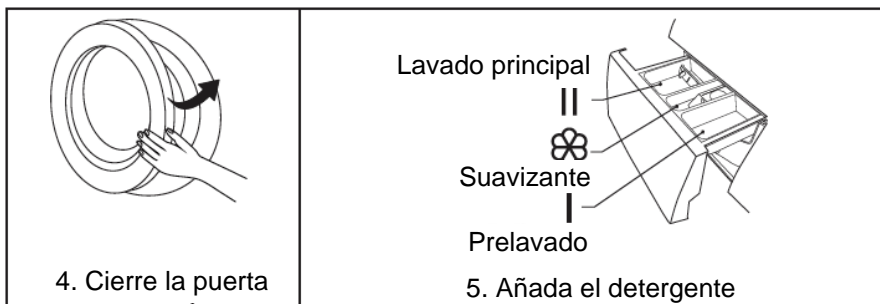 4. Cierre la puerta
Lavado principal
II
Suavizante
I
Prelavado
5. Añada el detergente